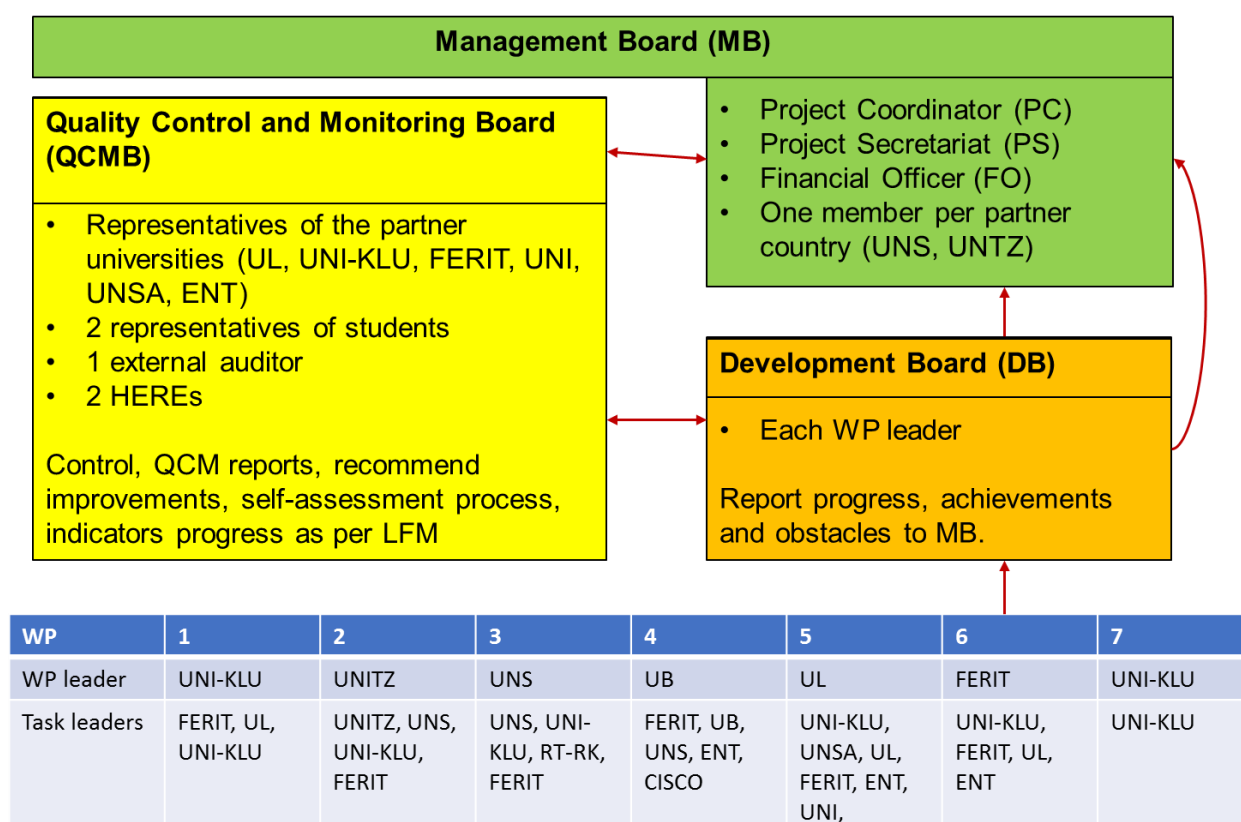 Management Board (MB)
Quality Control and Monitoring Board
(QCMB)
• Representatives of the partner
universities (UL, UNI-KLU, FERIT, UNI,
UNSA, ENT)
• 2 representatives of students
• 1 external auditor
• 2 HEREs
Control, QCM reports, recommend
improvements, self-assessment process,
indicators progress as per LFM
• Project Coordinator (PC)
• Project Secretariat (PS)
• Financial Officer (FO)
• One member per partner
country (UNS, UNTZ)
Development Board (DB)
• Each WP leader
Report progress, achievements
and obstacles to MB.
WP 1 2 3 4 5 6 7
WP leader UNI-KLU UNITZ UNS UB UL FERIT UNI-KLU
Task leaders FERIT, UL, UNITZ, UNS, UNS, UNI- FERIT, UB, UNI-KLU, UNI-KLU, UNI-KLU
UNI-KLU UNI-KLU, KLU, RT-RK, UNS, ENT, UNSA, UL, FERIT, UL,
FERIT FERIT CISCO FERIT, ENT, ENT
UNI,